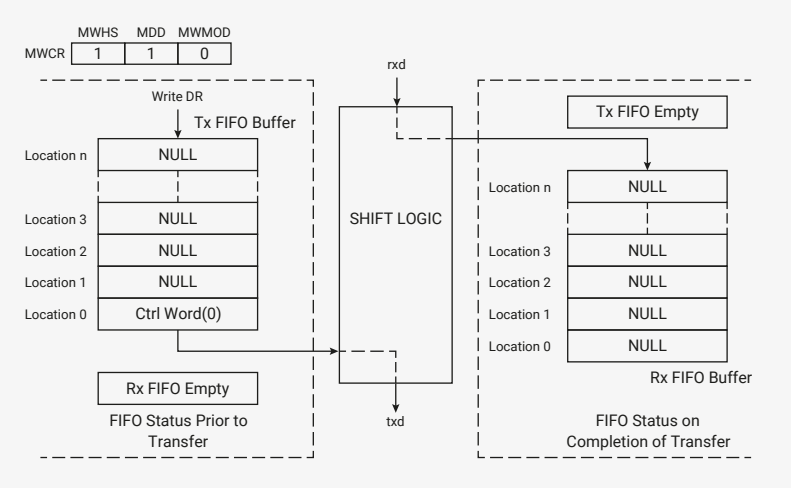 MWHS MDD MWMOD
MWCR 1 1 0
Write DR
Tx FIFO Buffer
Location n NULL
Location 3 NULL
Location 2 NULL
Location 1 NULL
Location 0 Ctrl Word(0)
Rx FIFO Empty
FIFO Status Prior to
Transfer
rxd
SHIFT LOGIC
txd
Tx FIFO Empty
Location n NULL
Location 3 NULL
Location 2 NULL
Location 1 NULL
Location 0 NULL
Rx FIFO Buffer
FIFO Status on
Completion of Transfer